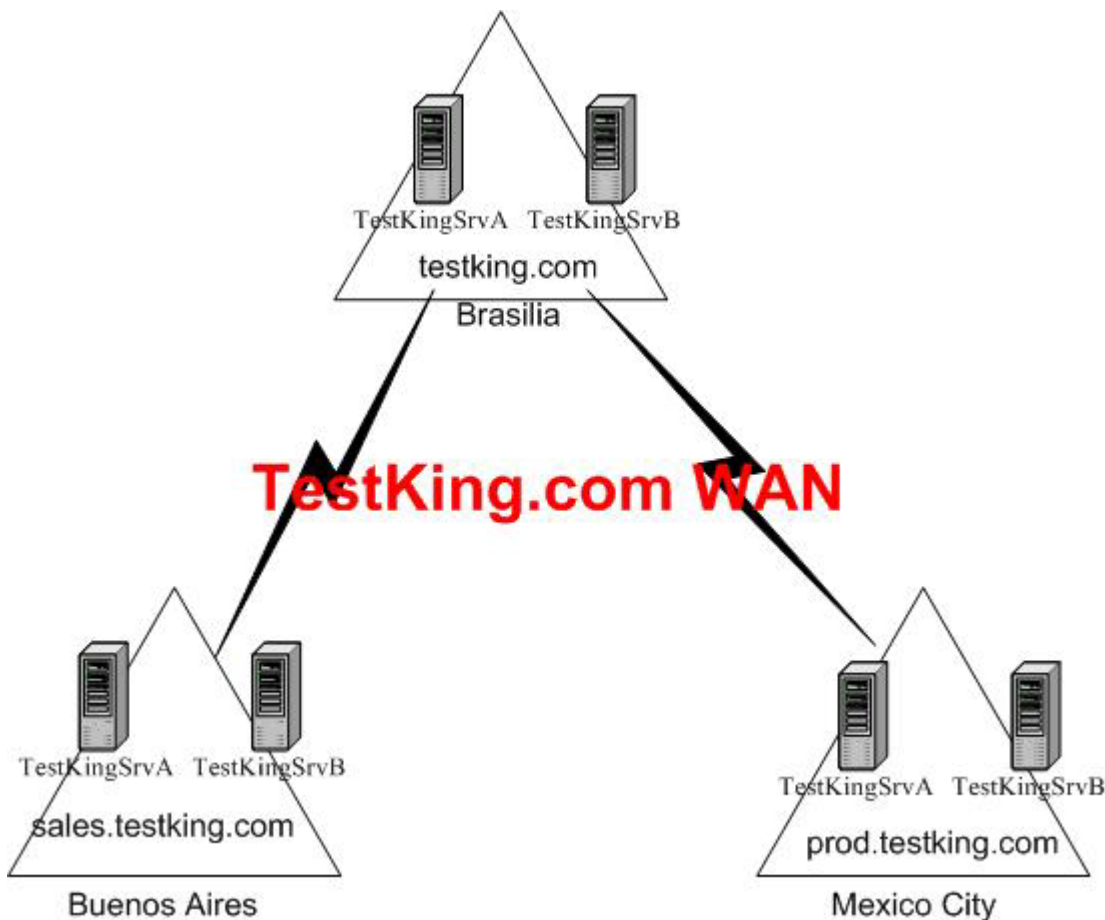 TestKingSrvA TestKingSrvB
testking.com
Brasilia
TestKing.com WAN
TestKingSrvA TestKingSrvB
sales.testking.com
Buenos Aires
TestKingSrvA TestKingSrvB
prod.testking.com
Mexico City